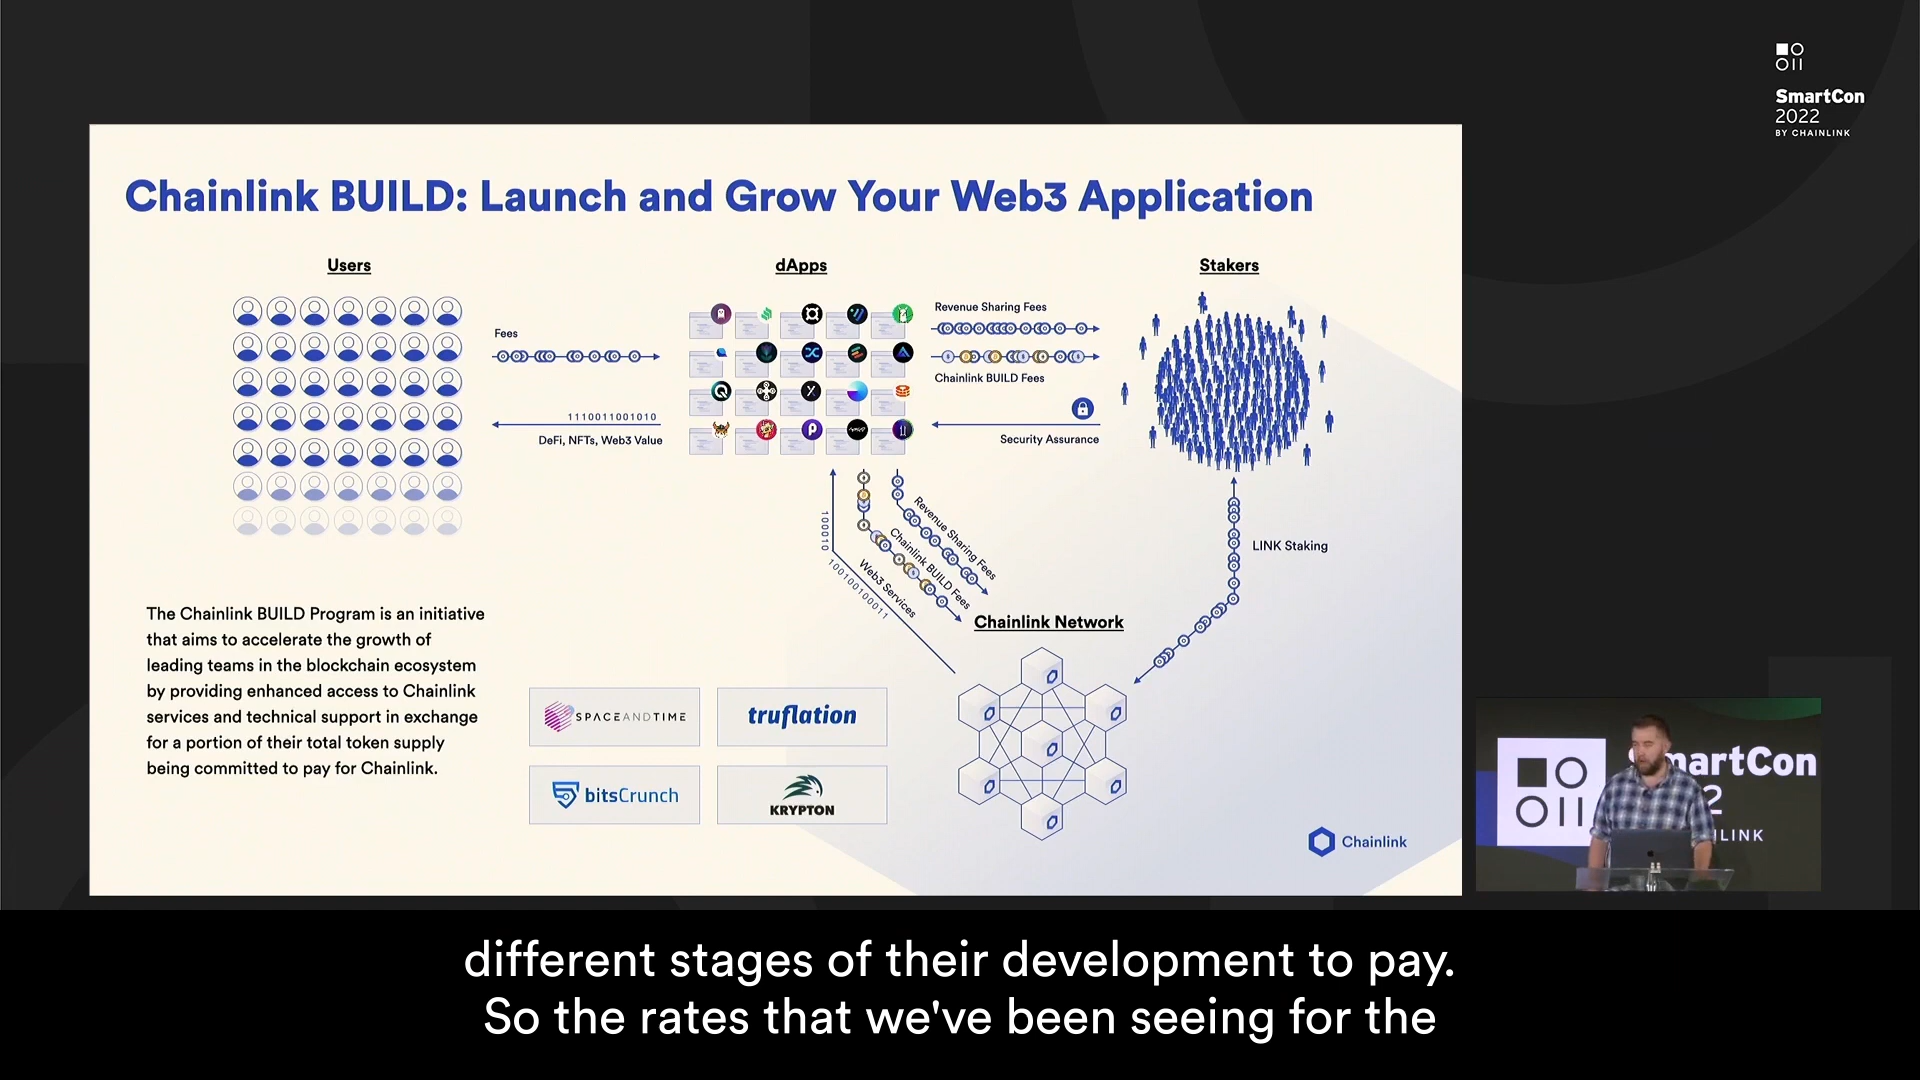 SmartCon
2022
BY CHAINLINK
Chainlink BUILD: Launch and Grow Your Web3 Application
Users
dApps
Stakers
Fees
1110011001010
DeFi, NFTs, Web3 Value
Revenue Sharing Fees
Chainlink BUILD Fees
Security Assurance
100010
100100100011
Web3 Services
Chainlink BUILD Fees
Revenue Sharing Fees
LINK Staking
Chainlink Network
The Chainlink BUILD Program is an initiative
that aims to accelerate the growth of
leading teams in the blockchain ecosystem
by providing enhanced access to Chainlink
services and technical support in exchange
for a portion of their total token supply
being committed to pay for Chainlink.
SPACEANDTIME
truflation
bitsCrunch
KRYPTON
Chainlink
martCon
2
LINK
different stages of their development to pay.
So the rates that we've been seeing for the